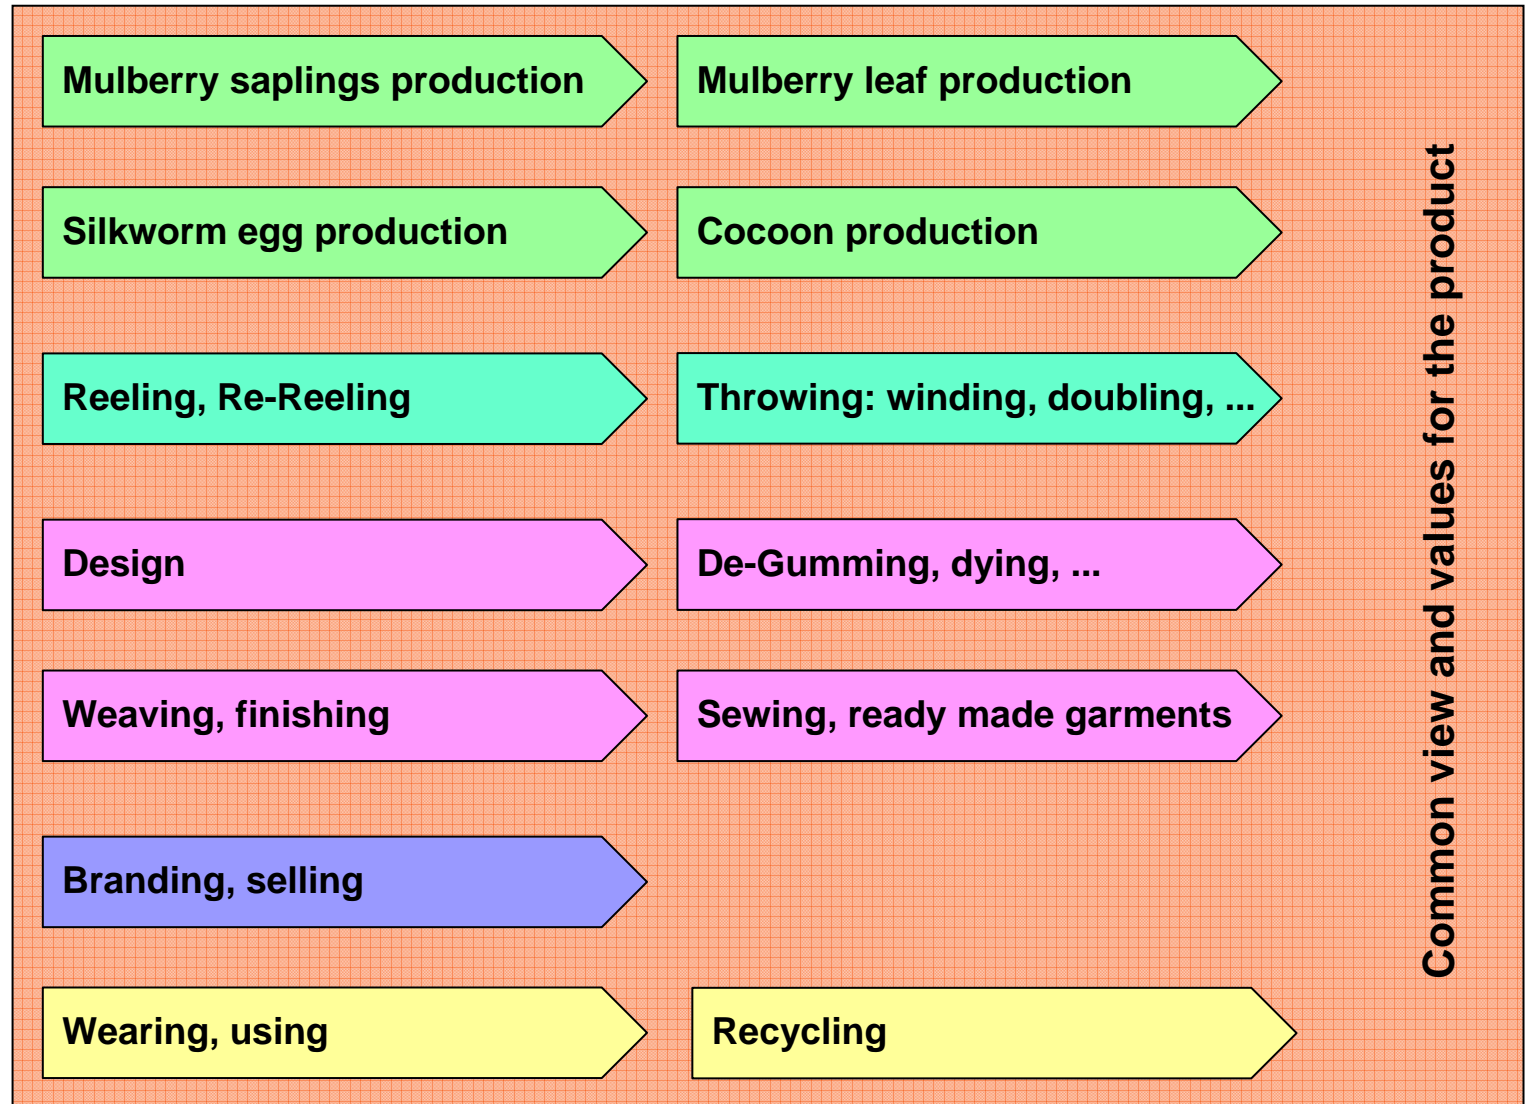 Mulberry saplings production
Mulberry leaf production
Silkworm egg production
Cocoon production
Reeling, Re-Reeling
Throwing: winding, doubling, ...
Design
De-Gumming, dying, ...
Weaving, finishing
Sewing, ready made garments
Branding, selling
Wearing, using
Recycling
Common view and values for the product